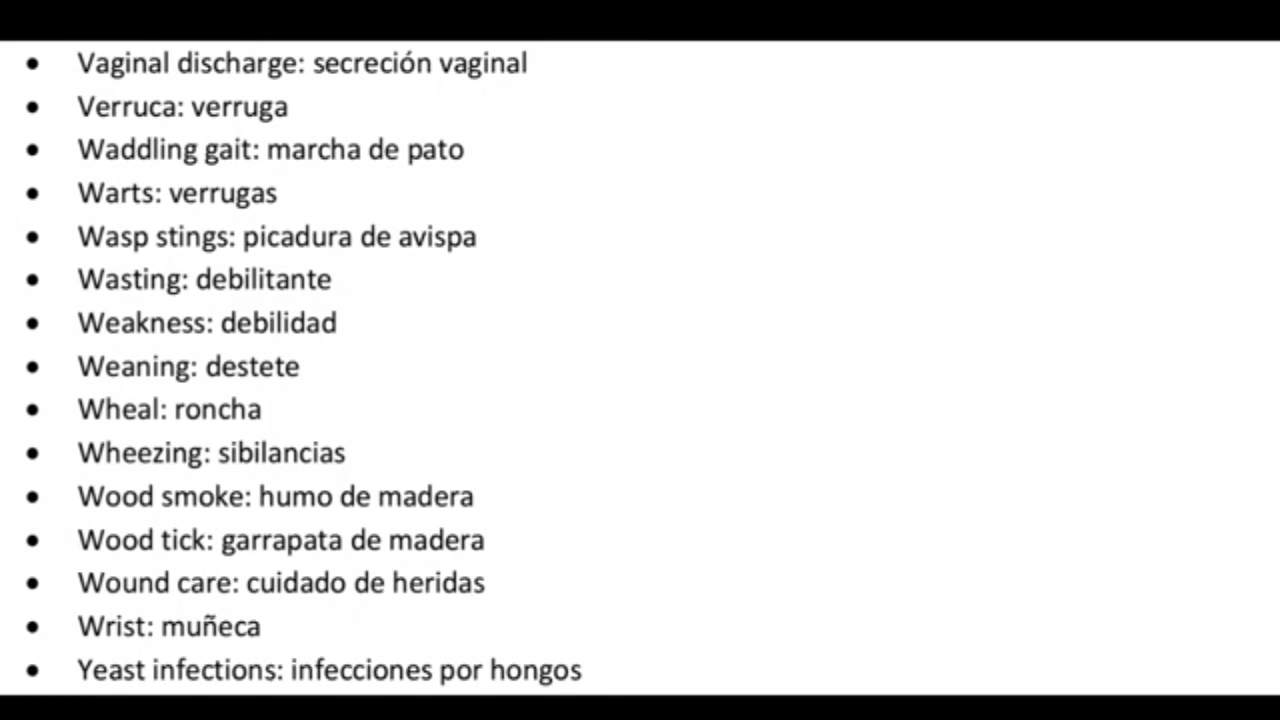 • Vaginal discharge: secreción vaginal
• Verruca: verruga
• Waddling gait: marcha de pato
• Warts: verrugas
• Wasp stings: picadura de avispa
• Wasting: debilitante
• Weakness: debilidad
• Weaning: destete
• Wheal: roncha
• Wheezing: sibilancias
• Wood smoke: humo de madera
• Wood tick: garrapata de madera
• Wound care: cuidado de heridas
• Wrist: muñeca
• Yeast infections: infecciones por hongos